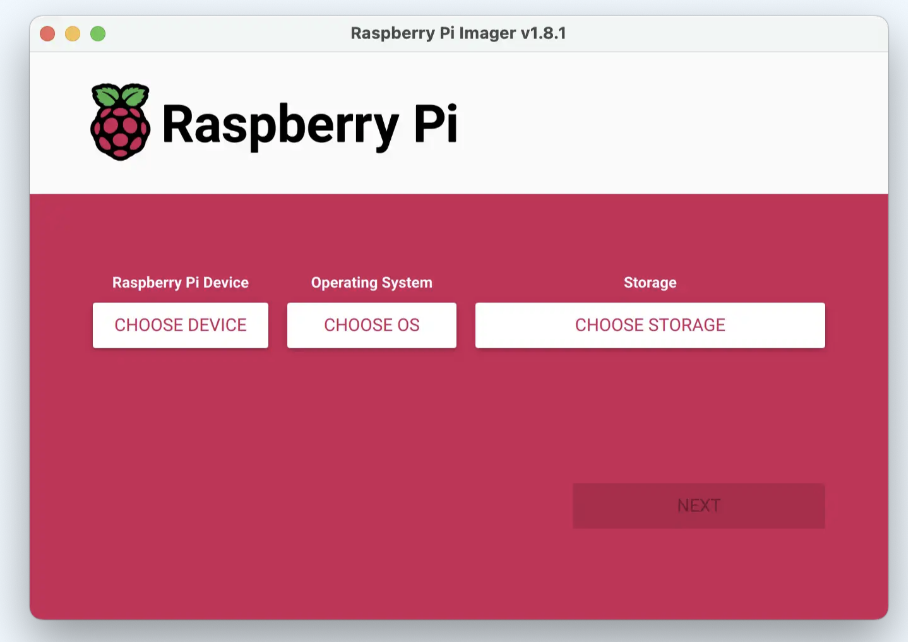 Raspberry Pi Imager v1.8.1
Raspberry Pi
Raspberry Pi Device
Operating System
Storage
CHOOSE DEVICE
CHOOSE OS
CHOOSE STORAGE
NEXT